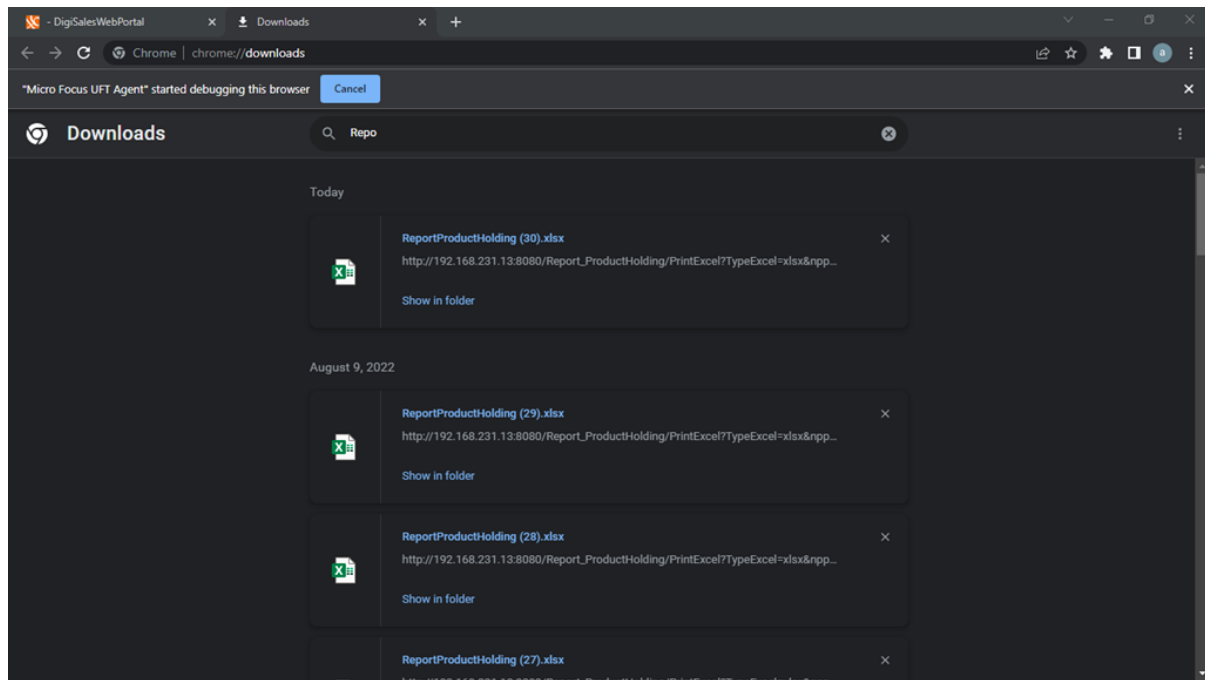 - DigiSalesWebPortal
Downloads
Chrome | chrome://downloads
a
"Micro Focus UFT Agent" started debugging this browser
Cancel
Downloads
Repo
Today
ReportProductHolding (30).xlsx
http://192.168.231.13:8080/Report_ProductHolding/PrintExcel?TypeExcel=xlsx&npp...
Show in folder
August 9, 2022
ReportProductHolding (29).xlsx
http://192.168.231.13:8080/Report_ProductHolding/PrintExcel?TypeExcel=xlsx&npp...
Show in folder
ReportProductHolding (28).xlsx
http://192.168.231.13:8080/Report_ProductHolding/PrintExcel?TypeExcel=xlsx&npp...
Show in folder
ReportProductHolding (27).xlsx